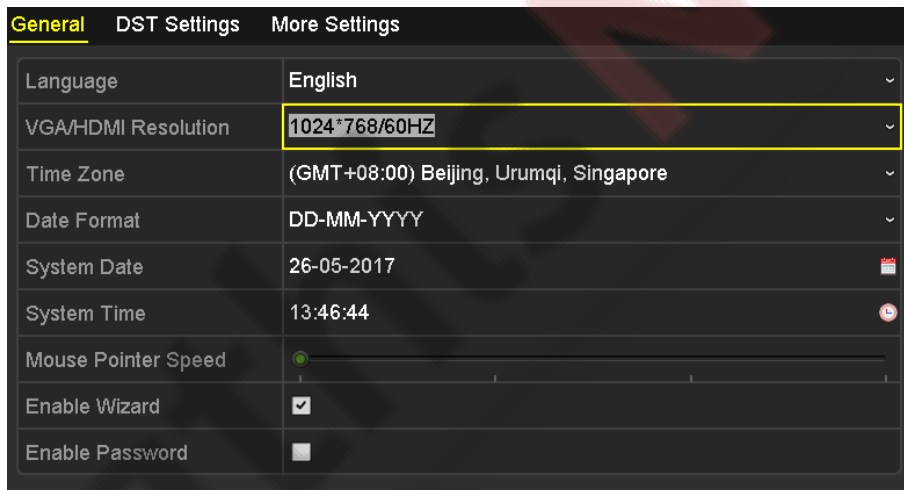 General DST Settings More Settings
Language English
VGA/HDMI Resolution 1024*768/60HZ
Time Zone (GMT+08:00) Beijing, Urumqi, Singapore
Date Format DD-MM-YYYY
System Date 26-05-2017
System Time 13:46:44
Mouse Pointer Speed
Enable Wizard
Enable Password